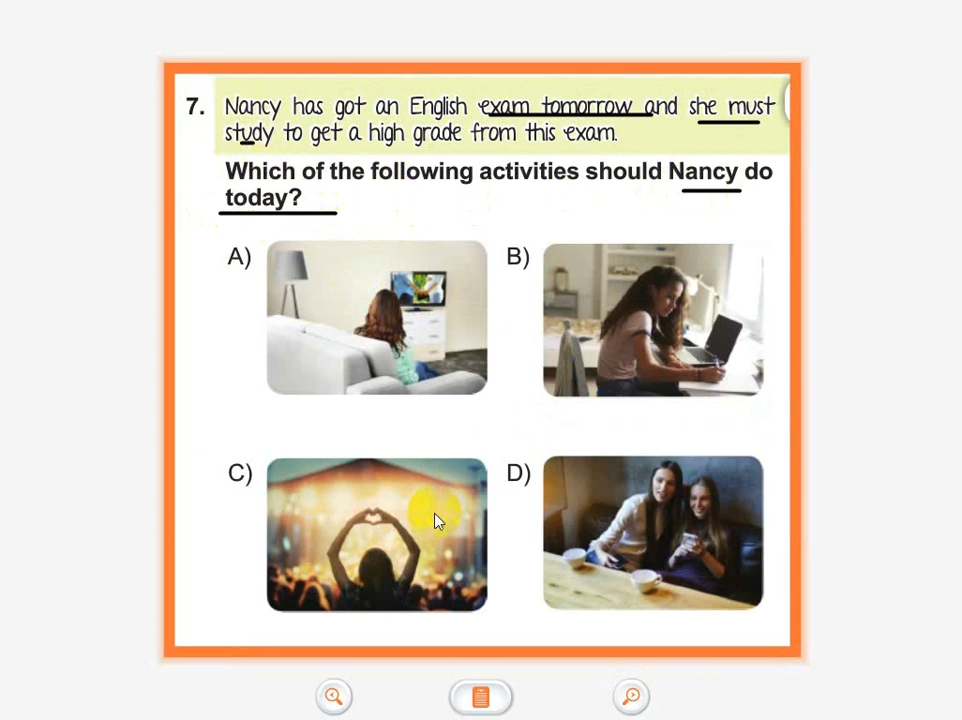 7. Nancy has got an English exam tomorrow and she must
study to get a high grade from this exam.
Which of the following activities should Nancy do
today?
A)
B)
C)
D)